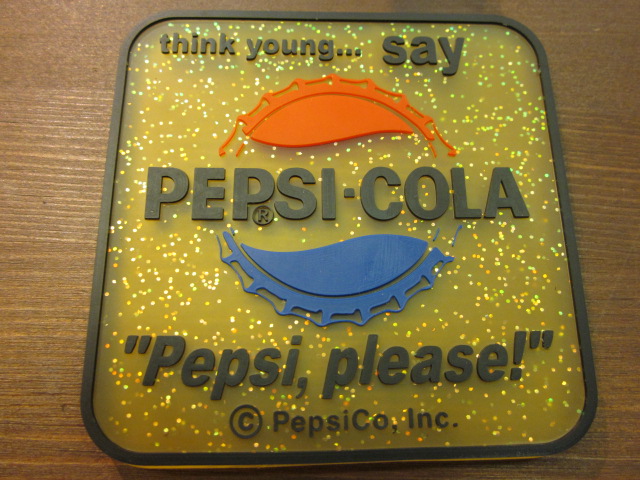 think young... say
PEPSI-COLA
®
"Pepsi, please!"
© PepsiCo, Inc.